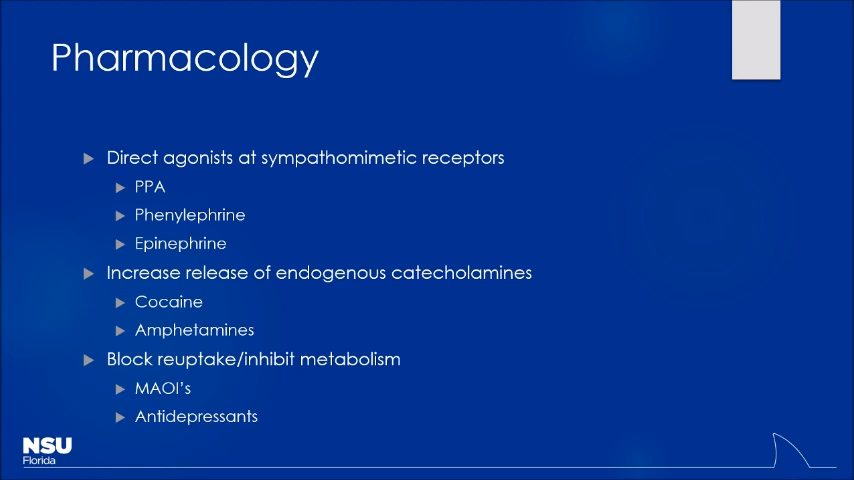 Pharmacology
Direct agonists at sympathomimetic receptors
PPA
Phenylephrine
Epinephrine
Increase release of endogenous catecholamines
Cocaine
Amphetamines
Block reuptake/inhibit metabolism
MAOI's
Antidepressants
NSU
Florida